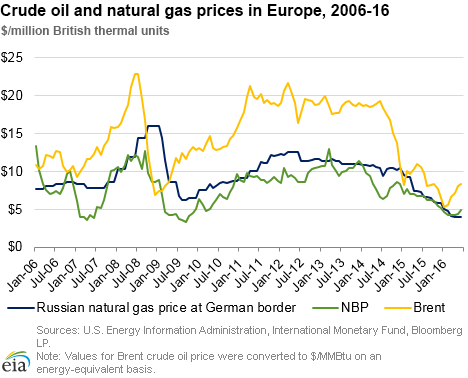 Crude oil and natural gas prices in Europe, 2006-16
$/million British thermal units
$25
$20
$15
$10
$5
$0
Jan-06
Jul-06
Jan-07
Jul-07
Jan-08
Jul-08
Jan-09
Jul-09
Jan-10
Jul-10
Jan-11
Jul-11
Jan-12
Jul-12
Jan-13
Jul-13
Jan-14
Jul-14
Jan-15
Jul-15
Jan-16
Russian natural gas price at German border NBP Brent
Sources: U.S. Energy Information Administration, International Monetary Fund, Bloomberg
LP.
Note: Values for Brent crude oil price were converted to $/MMBtu on an
energy-equivalent basis.
eia